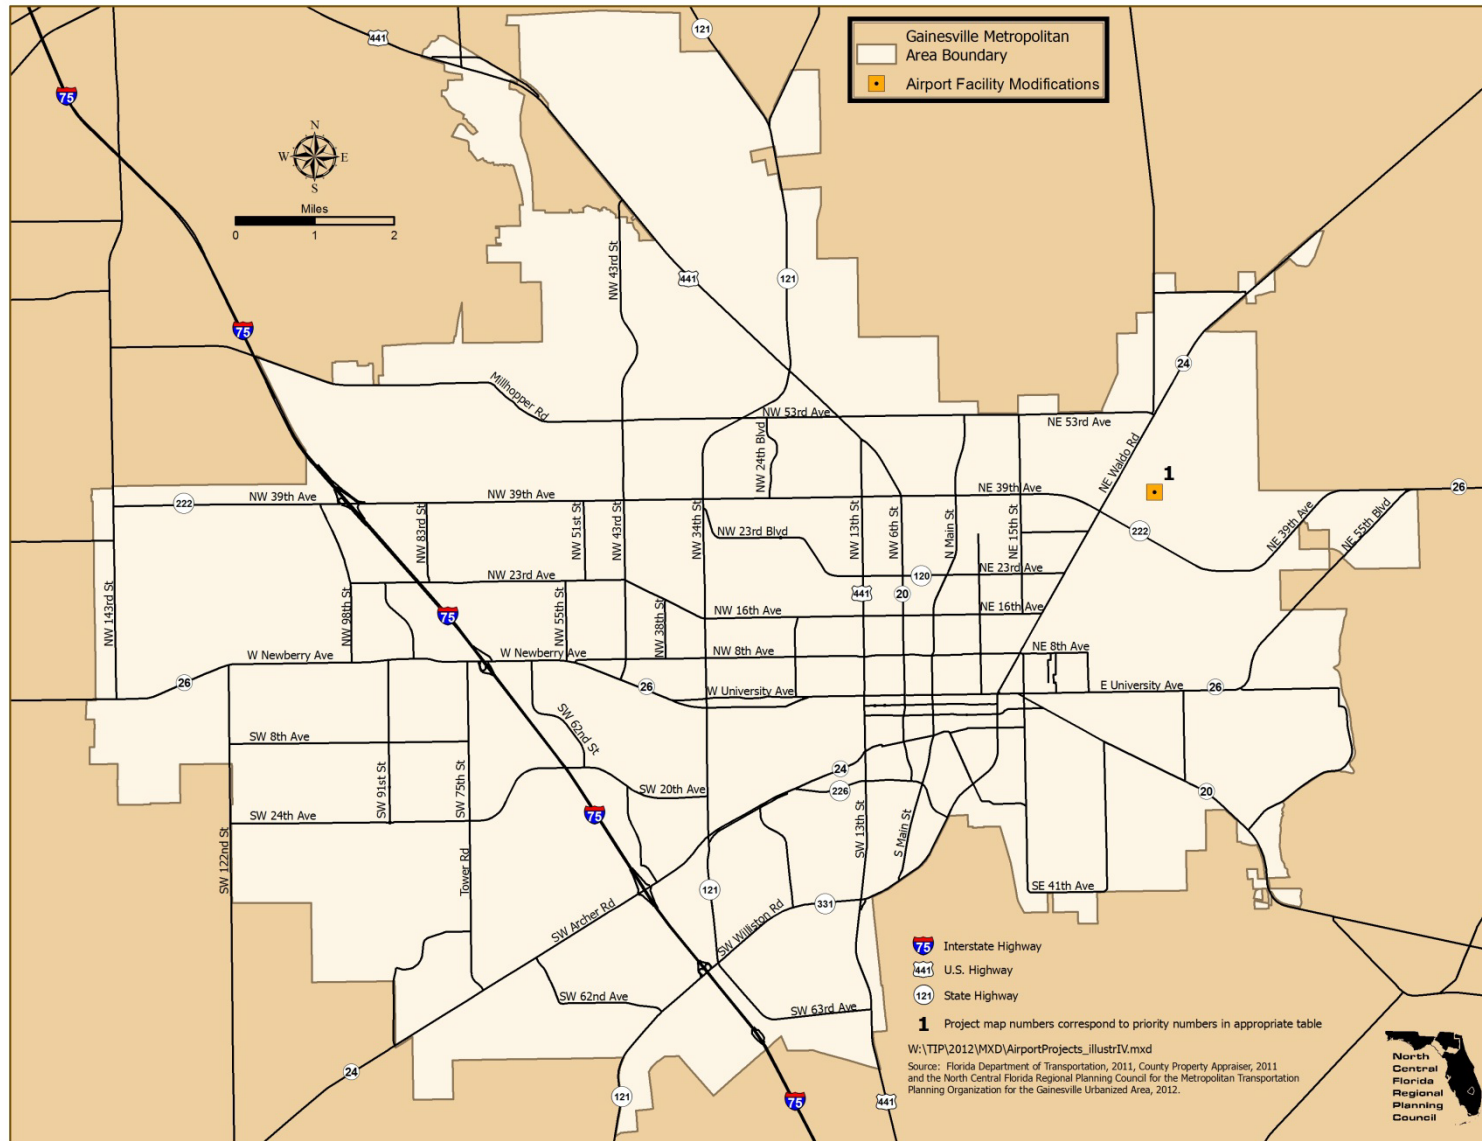 Gainesville Metropolitan
Area Boundary
Airport Facility Modifications
441
121
75
N
W
E
S
Miles
0
1
2
NW 43rd St
441
121
75
24
Millhopper Rd
NW 53rd Ave
NE 53rd Ave
NW 24th Blvd
NE Waldo Rd
1
26
222
NW 39th Ave
NW 39th Ave
NE 39th Ave
NW 83rd St
NW 51st St
NW 43rd St
NW 34th St
NW 23rd Blvd
NW 13th St
NW 6th St
N Main St
NE 15th St
222
NE 39th Ave
NE 55th Blvd
NW 23rd Ave
120
NE 23rd Ave
NW 143rd St
NW 98th St
75
NW 55th St
NW 38th St
441
20
NW 16th Ave
NE 16th Ave
W Newberry Ave
W Newberry Ave
NW 8th Ave
NE 8th Ave
26
26
W University Ave
E University Ave
26
SW 62nd St
SW 8th Ave
SW 91st St
SW 75th St
24
SW 20th Ave
226
20
SW 24th Ave
75
SW 13th St
S Main St
SW 122nd St
Tower Rd
121
SE 41th Ave
SW Archer Rd
SW Williston Rd
331
SW 62nd Ave
SW 63rd Ave
24
121
75
441
75 Interstate Highway
441 U.S. Highway
121 State Highway
1 Project map numbers correspond to priority numbers in appropriate table
W:\TIP\2012\MXD\AirportProjects_illustrIV.mxd
Source: Florida Department of Transportation, 2011, County Property Appraiser, 2011
and the North Central Florida Regional Planning Council for the Metropolitan Transportation
Planning Organization for the Gainesville Urbanized Area, 2012.
North
Central
Florida
Regional
Planning
Council